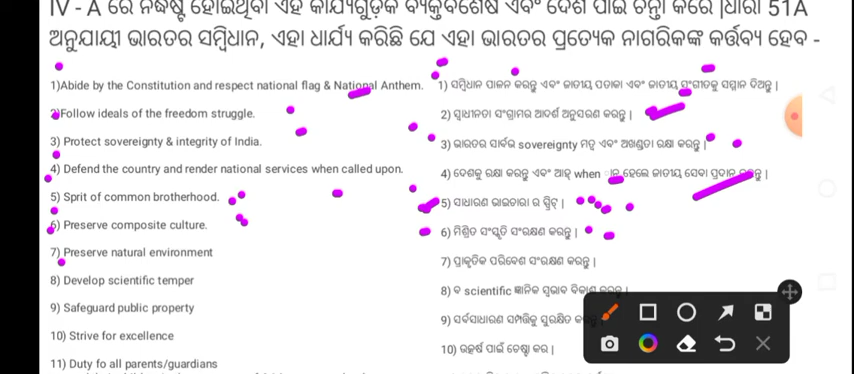 IV - A ରେ ନିର୍ଦ୍ଦିଷ୍ଟ ହୋଇଥିବା ଏହି କାର୍ଯ୍ୟଗୁଡ଼ିକ ବ୍ୟକ୍ତିବିଶେଷ ଏବଂ ଦେଶ ପାଇଁ ଚିନ୍ତା କରେ |ଧାରା 51A
ଅନୁଯାୟୀ ଭାରତର ସମ୍ବିଧାନ, ଏହା ଧାର୍ଯ୍ୟ କରିଛି ଯେ ଏହା ଭାରତର ପ୍ରତ୍ୟେକ ନାଗରିକଙ୍କ କର୍ତ୍ତବ୍ୟ ହେବ -
1)Abide by the Constitution and respect national flag & National Anthem.
2)Follow ideals of the freedom struggle.
3) Protect sovereignty & integrity of India.
4) Defend the country and render national services when called upon.
5) Sprit of common brotherhood.
6) Preserve composite culture.
7) Preserve natural environment
8) Develop scientific temper
9) Safeguard public property
10) Strive for excellence
11) Duty fo all parents/guardians
1) ସମ୍ବିଧାନ ପାଳନ କରନ୍ତୁ ଏବଂ ଜାତୀୟ ପତାକା ଏବଂ ଜାତୀୟ ସଂଗୀତକୁ ସମ୍ମାନ ଦିଅନ୍ତୁ |
2) ସ୍ୱାଧୀନତା ସଂଗ୍ରାମର ଆଦର୍ଶ ଅନୁସରଣ କରନ୍ତୁ |
3) ଭାରତର ସାର୍ବଭ sovereignty ମତ୍ୱ ଏବଂ ଅଖଣ୍ଡତା ରକ୍ଷା କରନ୍ତୁ |
4) ଦେଶକୁ ରକ୍ଷା କରନ୍ତୁ ଏବଂ ଆହ୍ when ାନ ହେଲେ ଜାତୀୟ ସେବା ପ୍ରଦାନ କରନ୍ତୁ |
5) ସାଧାରଣ ଭାଇଚାରା ର ସ୍ପ୍ରିଟ୍ |
6) ମିଶ୍ରିତ ସଂସ୍କୃତି ସଂରକ୍ଷଣ କରନ୍ତୁ |
7) ପ୍ରାକୃତିକ ପରିବେଶ ସଂରକ୍ଷଣ କରନ୍ତୁ |
8) ବ scientific ଜ୍ଞାନିକ ସ୍ୱଭାବ ବିକାଶ କରନ୍ତୁ |
9) ସର୍ବସାଧାରଣ ସମ୍ପତ୍ତିକୁ ସୁରକ୍ଷିତ
10) ଉତ୍କର୍ଷ ପାଇଁ ଚେଷ୍ଟା କର |